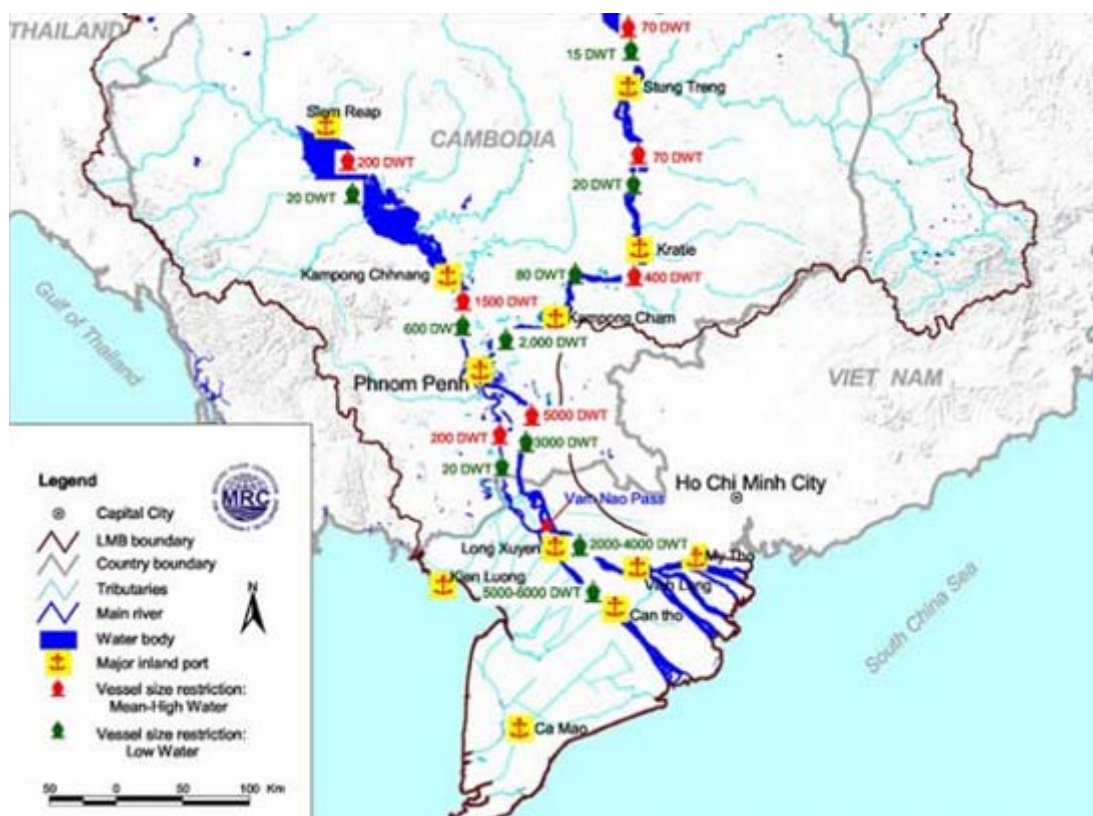 THAILAND
70 DWT
15 DWT
Stung Treng
Siem Reap
CAMBODIA
200 DWT
70 DWT
20 DWT
20 DWT
Kratie
Kampong Chhnang
80 DWT
400 DWT
Gulf of Thailand
1500 DWT
Kampong Cham
600 DWT
2,000 DWT
Phnom Penh
VIET NAM
5000 DWT
200 DWT
3000 DWT
20 DWT
Ho Chi Minh City
Vam Nao Pass
Long Xuyen
2000-4000 DWT
My Tho
Kien Luong
Vinh Long
5000-6000 DWT
Can tho
South China Sea
Ca Mao
Legend
MRC
Capital City
LMB boundary
Country boundary
Tributaries
Main river
N
Water body
Major inland port
Vessel size restriction:
Mean-High Water
Vessel size restriction:
Low Water
50 0 50 100 Km